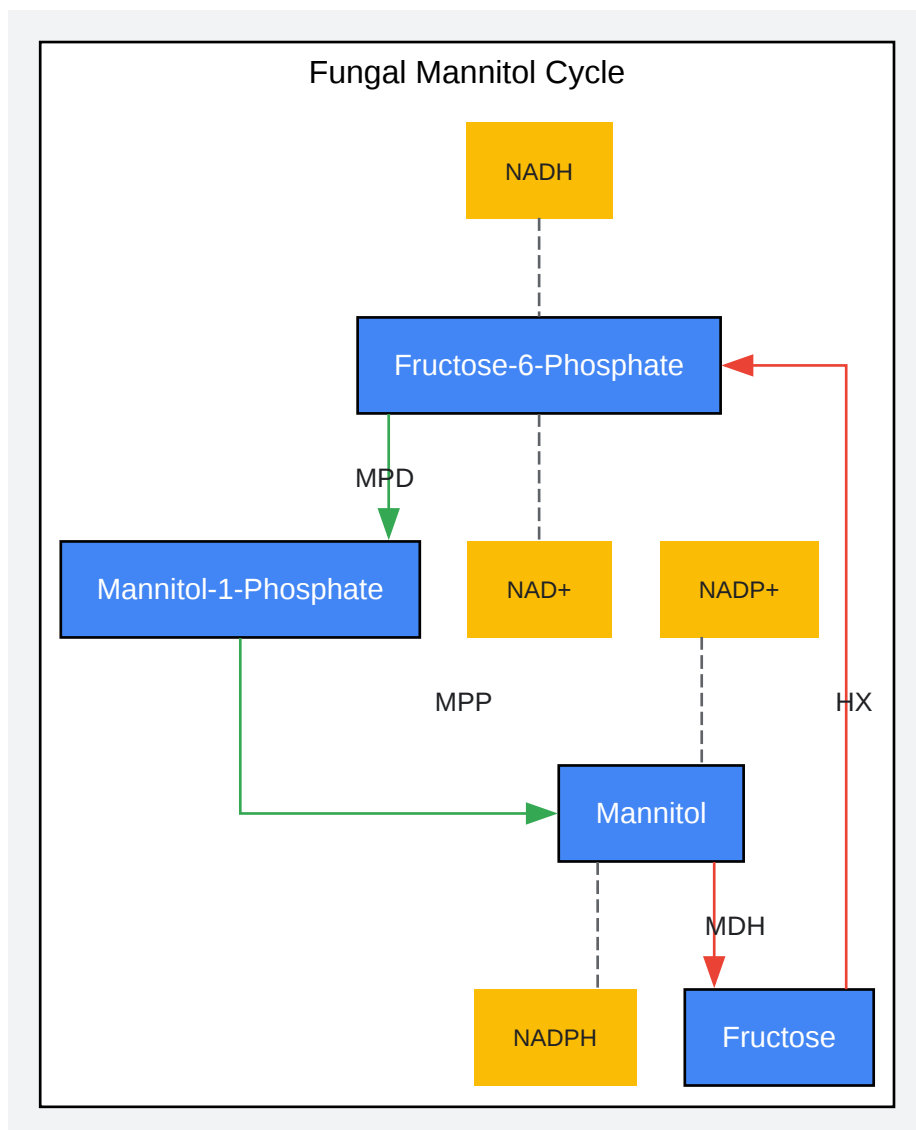 Fungal Mannitol Cycle
NADH
Fructose-6-Phosphate
MPD
Mannitol-1-Phosphate
NAD+
NADP+
MPP
HX
Mannitol
MDH
NADPH
Fructose